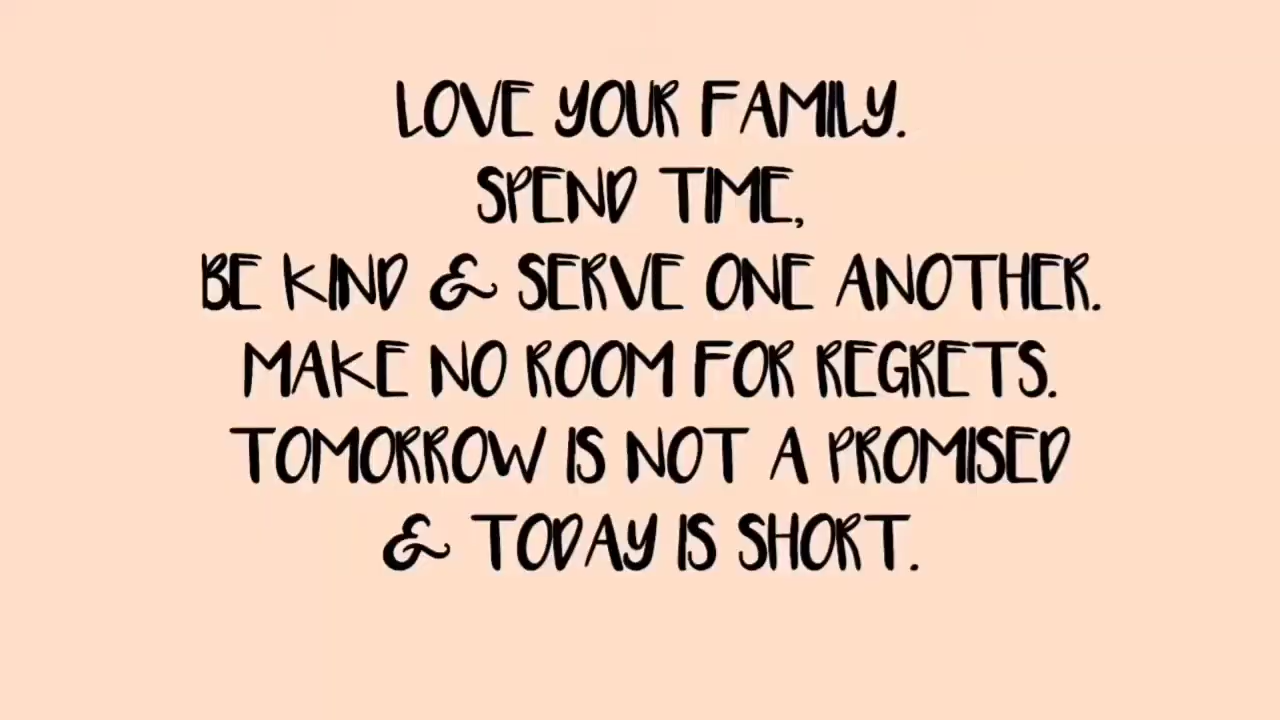 LOVE YOUR FAMILY.
SPEND TIME,
BE KIND & SERVE ONE ANOTHER.
MAKE NO ROOM FOR REGRETS.
TOMORROW IS NOT A PROMISED
& TODAY IS SHORT.